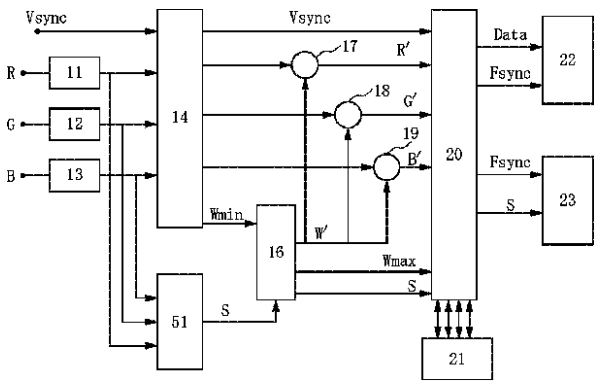 Vsync
Vsync
17
R'
Data
R
11
22
18
Fsync
G
12
14
G'
19
20
B
13
B'
Fsync
Wmin
S
23
16
W'
Wmax
S
S
51
21